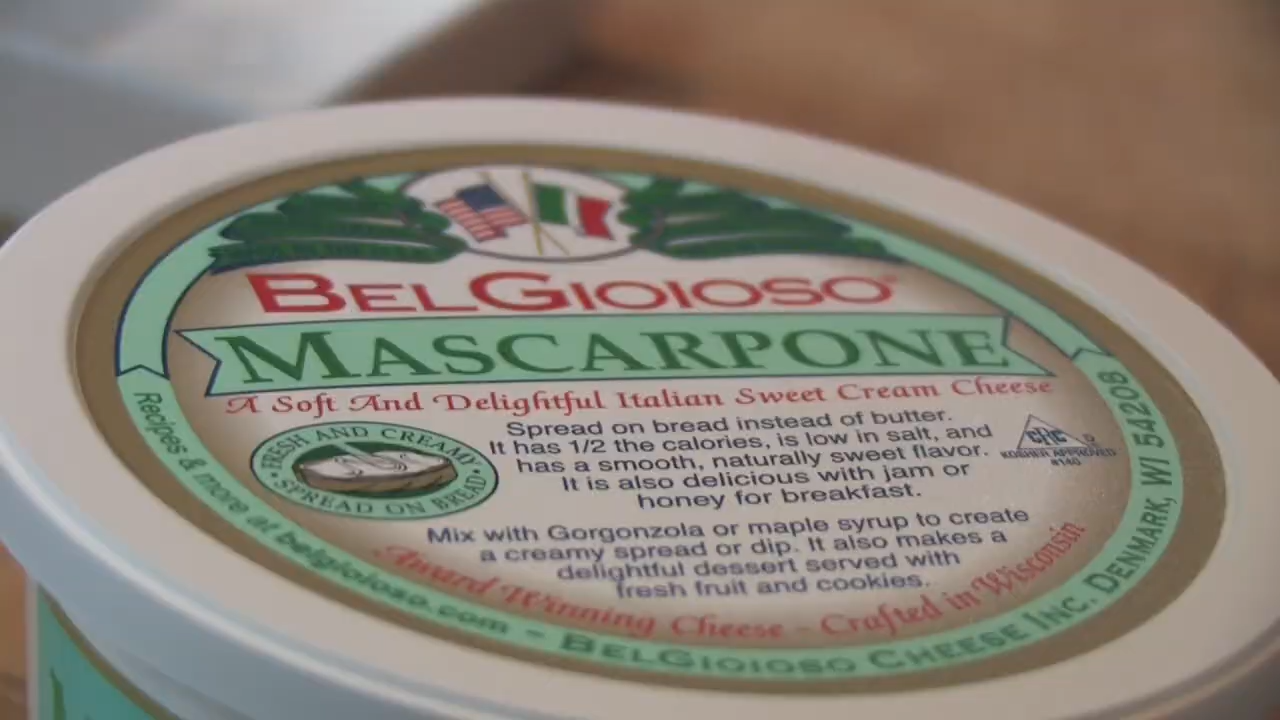 BELGIOIOSO®
MASCARPONE
A Soft And Delightful Italian Sweet Cream Cheese
FRESH AND CREAMY
• SPREAD ON BREAD •
Spread on bread instead of butter.
It has 1/2 the calories, is low in salt, and
has a smooth, naturally sweet flavor.
It is also delicious with jam or
honey for breakfast.
CHC D
KOSHER APPROVED
#140
Mix with Gorgonzola or maple syrup to create
a creamy spread or dip. It also makes a
delightful dessert served with
fresh fruit and cookies.
Award Winning Cheese - Crafted in Wisconsin
Recipes & more at belgioioso.com - BELGIOIOSO CHEESE INC. DENMARK, WI 54208